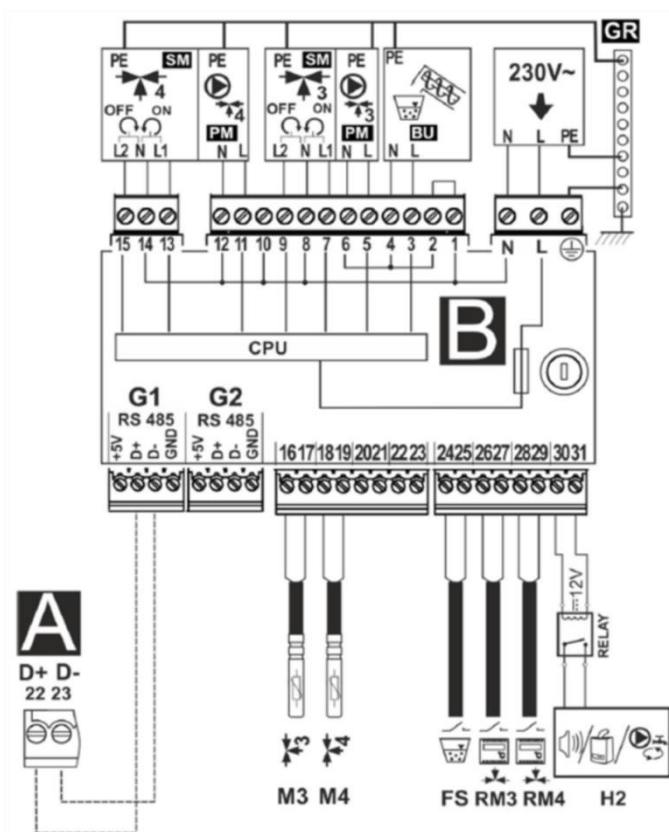 GR
PE SM PE PE SM PE PE
4 4 3 3
230V~
OFF ON OFF ON
PM PM BU
L2 N L1 N L L2 N L1 N L N L N L PE
15 14 13 12 11 10 9 8 7 6 5 4 3 2 1 N L
B
CPU
G1 G2
RS 485 RS 485
+5V D+ D- GND +5V D+ D- GND
16 17 18 19 20 21 22 23 24 25 26 27 28 29 30 31
A
12V
RELAY
D+ D-
22 23
3 4
M3 M4 FS RM3 RM4 H2